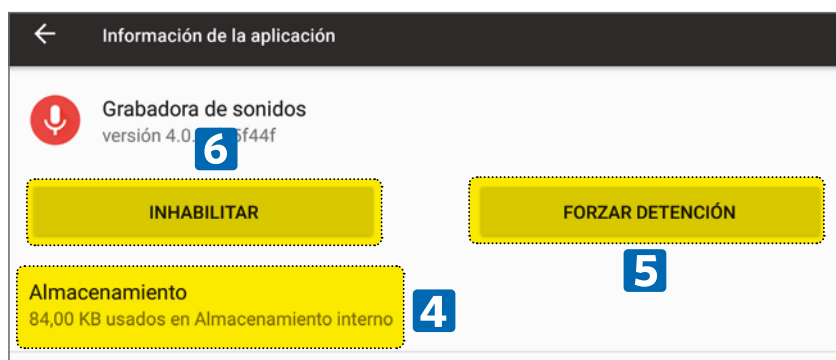 Información de la aplicación
Grabadora de sonidos
versión 4.0. 5f44f
6
INHABILITAR
FORZAR DETENCIÓN
5
Almacenamiento
84,00 KB usados en Almacenamiento interno
4